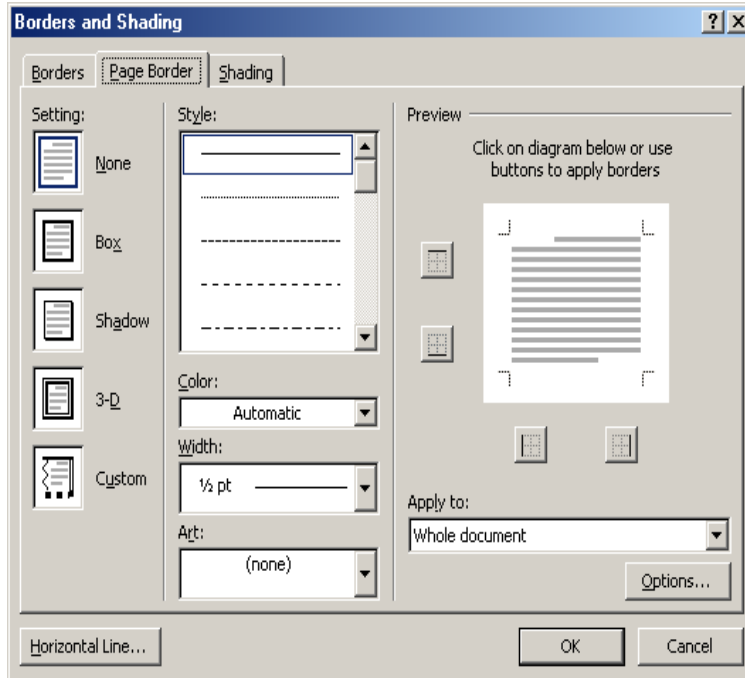 Borders and Shading
Borders
Page Border
Shading
Setting:
None
Box
Shadow
3-D
Custom
Style:
Color:
Automatic
Width:
½ pt
Art:
(none)
Preview
Click on diagram below or use
buttons to apply borders
Apply to:
Whole document
Options...
Horizontal Line...
OK
Cancel